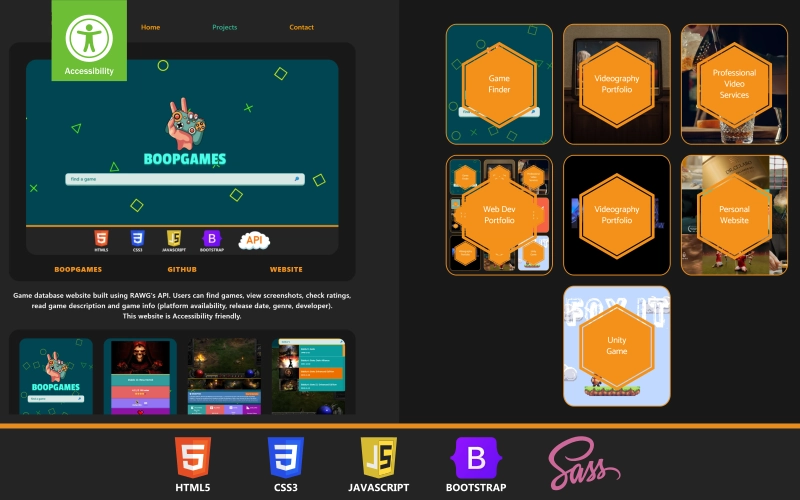 Accessibility
Home
Projects
Contact
BOOPGAMES
find a game
HTML5
CSS3
JAVASCRIPT
BOOTSTRAP
API
BOOPGAMES
GITHUB
WEBSITE
Game database website built using RAWG's API. Users can find games, view screenshots, check ratings,
read game description and game info (platform availability, release date, genre, developer).
This website is Accessibility friendly.
BOOPGAMES
Game
Finder
Videography
Portfolio
Professional
Video
Services
Web Dev
Portfolio
Videography
Portfolio
Personal
Website
FOX IT
Unity
Game
HTML5
CSS3
JAVASCRIPT
BOOTSTRAP
Sass